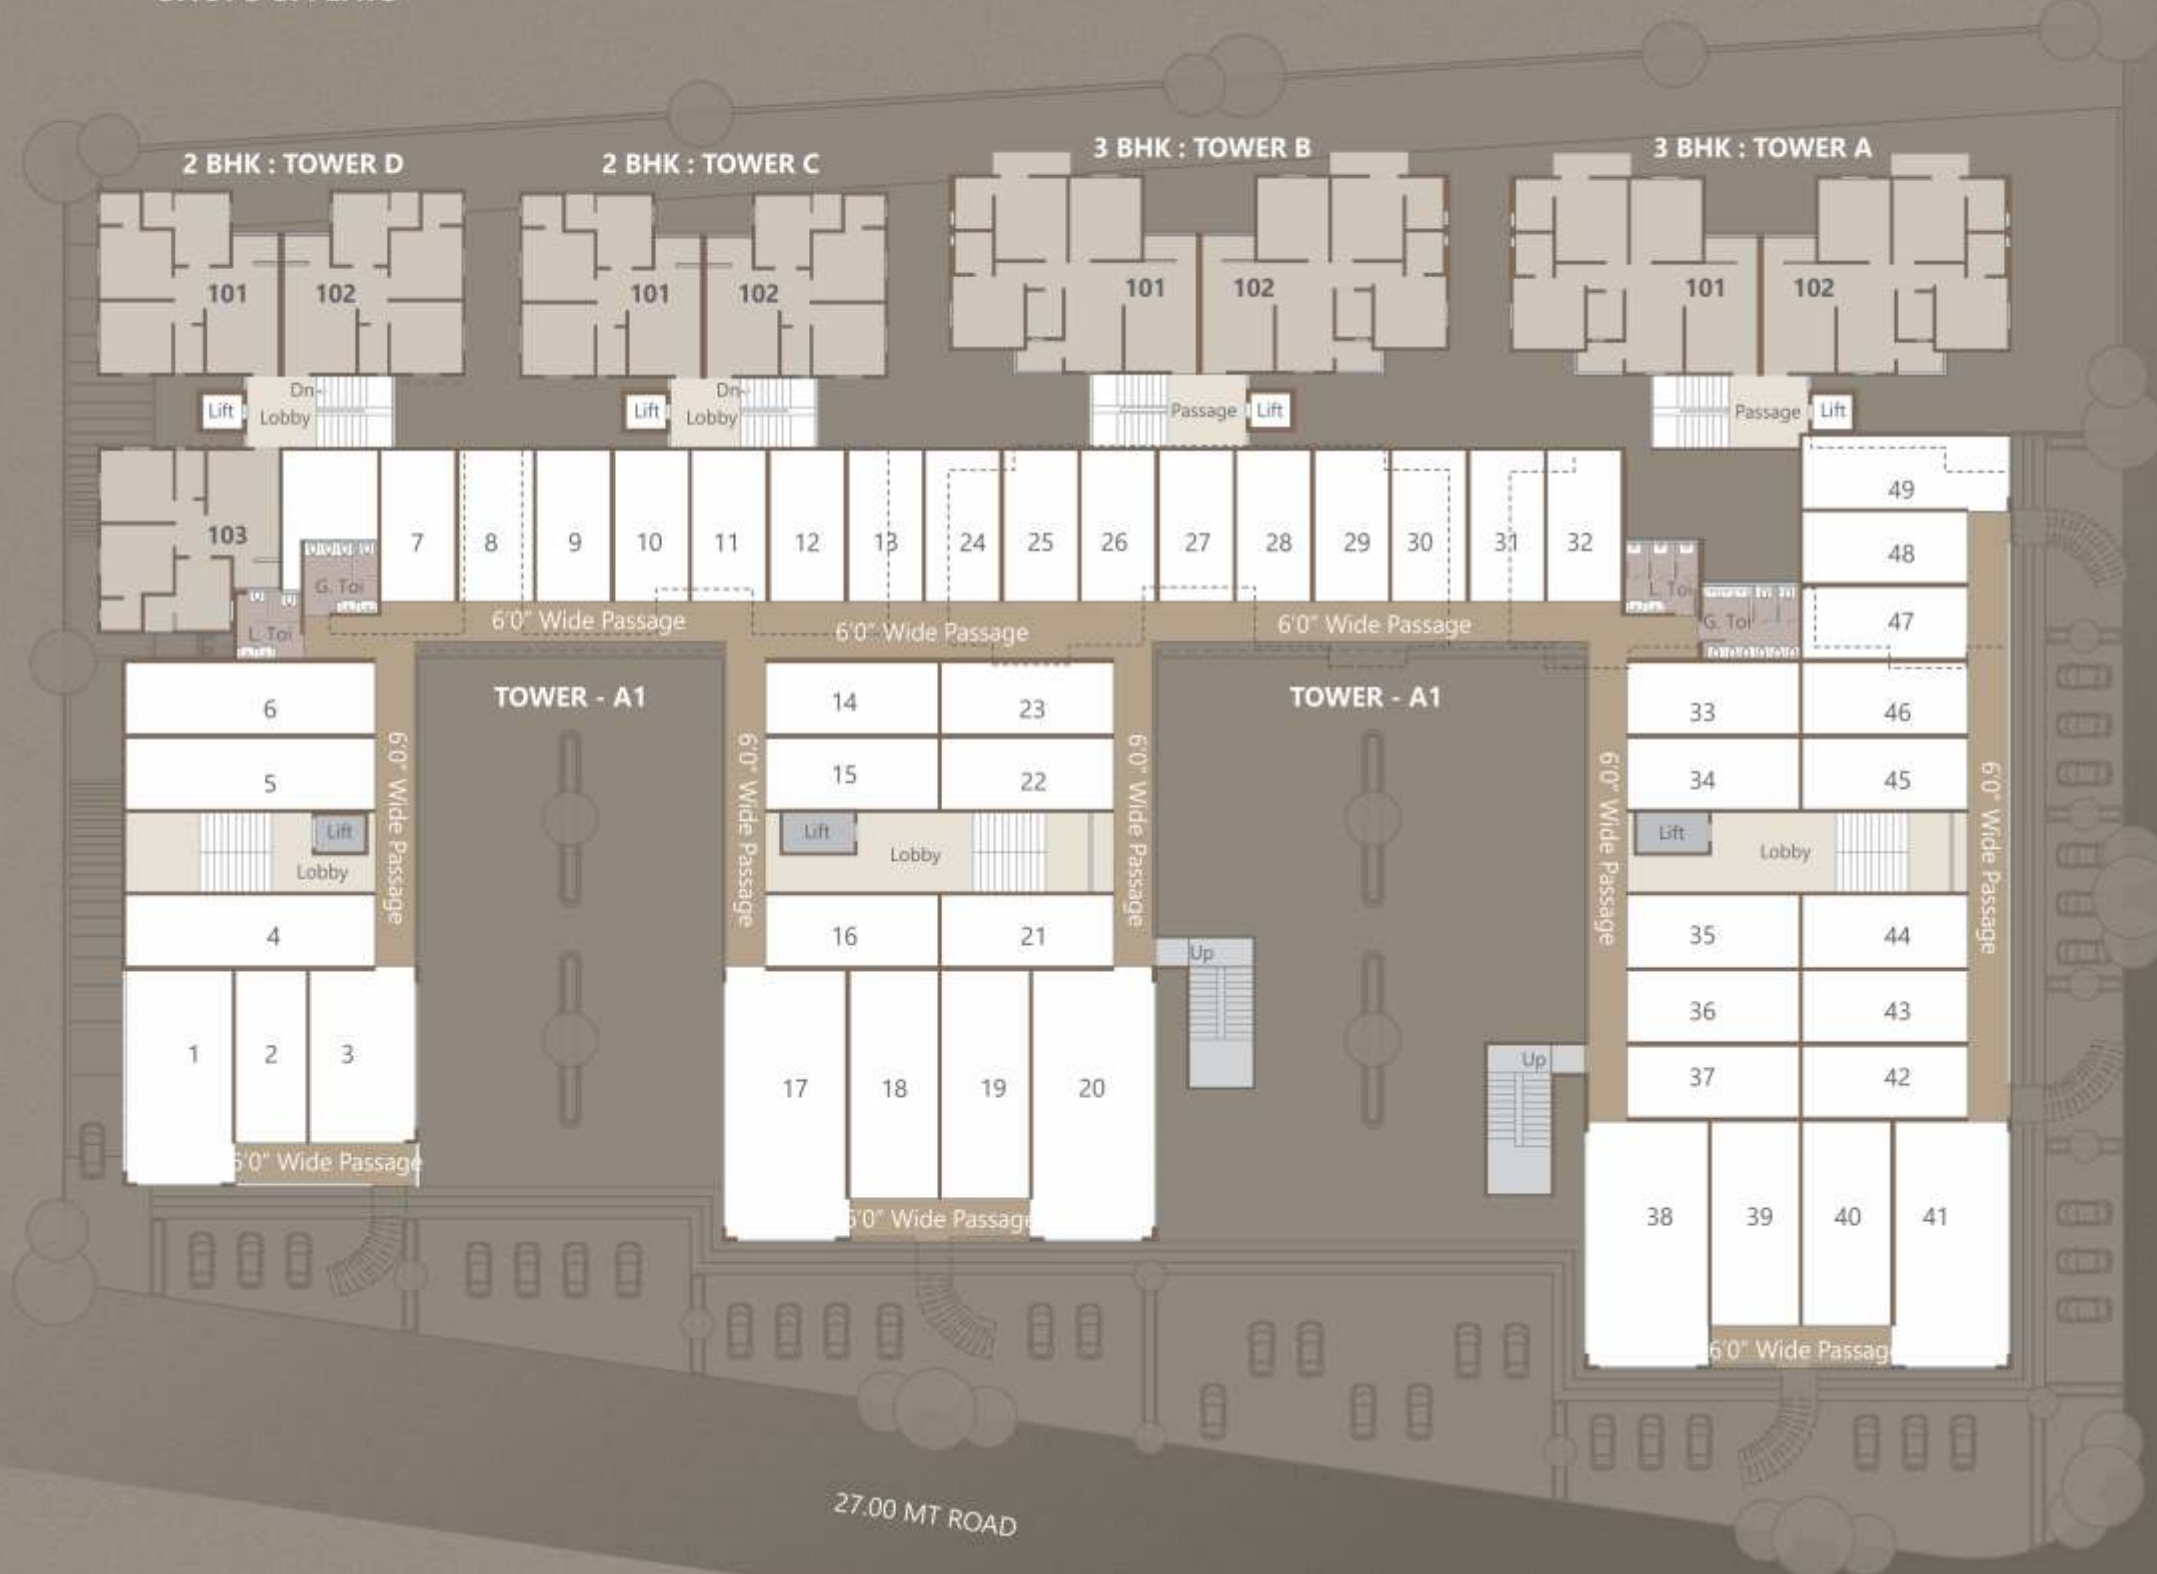 3 BHK : TOWER B
3 BHK : TOWER A
2 BHK : TOWER D
2 BHK : TOWER C
101
102
101
102
101
102
101
102
Dn
Lift
Lobby
Dn
Lift
Lobby
Passage
Lift
Passage
Lift
103
7
8
9
10
11
12
13
24
25
26
27
28
29
30
31
32
49
48
47
G. Toi
L. Toi
L. Toi
G. Toi
6'0" Wide Passage
6'0" Wide Passage
6'0" Wide Passage
TOWER - A1
TOWER - A1
6
14
23
33
46
5
15
22
34
45
6'0" Wide Passage
6'0" Wide Passage
6'0" Wide Passage
6'0" Wide Passage
6'0" Wide Passage
Lift
Lobby
Lift
Lobby
Lift
Lobby
4
16
21
35
44
Up
36
43
1
2
3
Up
37
42
17
18
19
20
6'0" Wide Passage
6'0" Wide Passage
38
39
40
41
6'0" Wide Passage
27.00 MT ROAD